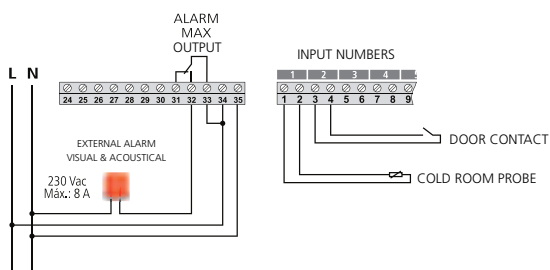 ALARM
MAX
OUTPUT
INPUT NUMBERS
L N
1 2 3 4 5
24 25 26 27 28 29 30 31 32 33 34 35
1 2 3 4 5 6 7 8 9
EXTERNAL ALARM
VISUAL & ACOUSTICAL
DOOR CONTACT
230 Vac
Máx.: 8 A
COLD ROOM PROBE